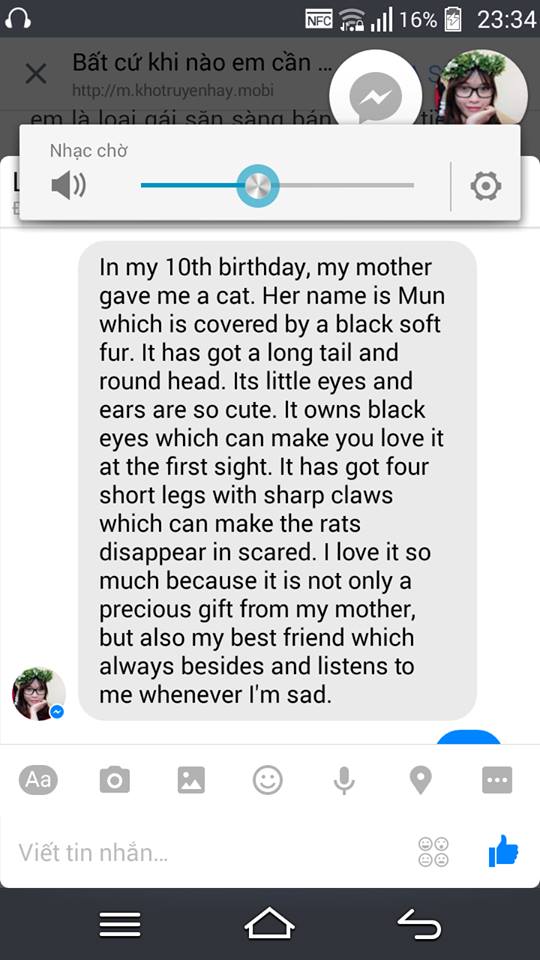 NFC 16% 23:34
Bất cứ khi nào em cần ...
http://m.khotruyenhay.mobi
em là loại gái sẵn sàng bán
Nhạc chờ
In my 10th birthday, my mother
gave me a cat. Her name is Mun
which is covered by a black soft
fur. It has got a long tail and
round head. Its little eyes and
ears are so cute. It owns black
eyes which can make you love it
at the first sight. It has got four
short legs with sharp claws
which can make the rats
disappear in scared. I love it so
much because it is not only a
precious gift from my mother,
but also my best friend which
always besides and listens to
me whenever I'm sad.
Aa
Viết tin nhắn...